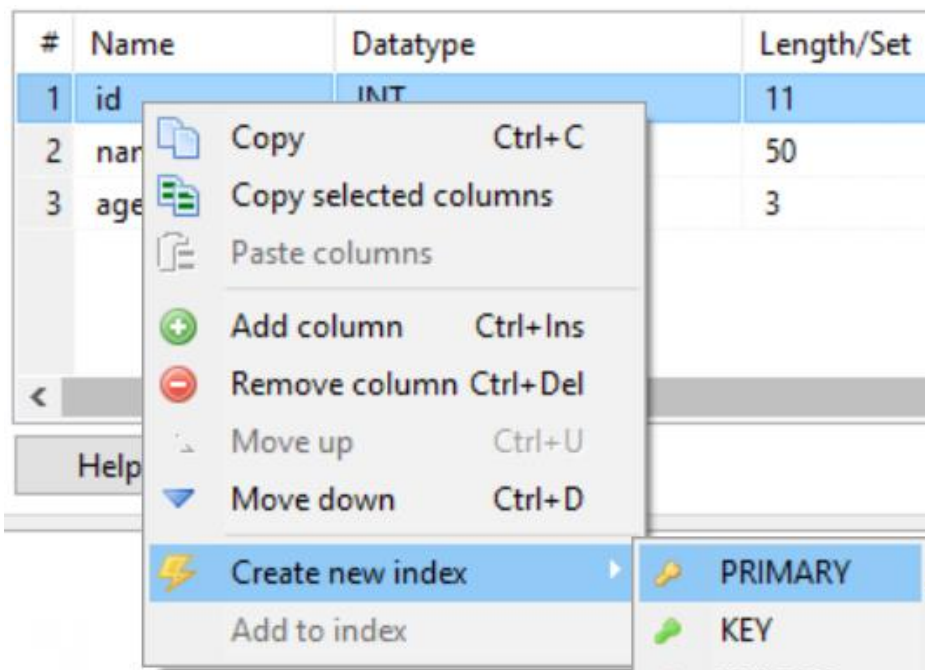 # Name Datatype Length/Set
1 id INT 11
2 50
3 age 3
Copy Ctrl+C
Copy selected columns
Paste columns
Add column Ctrl+Ins
Remove column Ctrl+Del
Move up Ctrl+U
Move down Ctrl+D
Help
Create new index PRIMARY
Add to index KEY